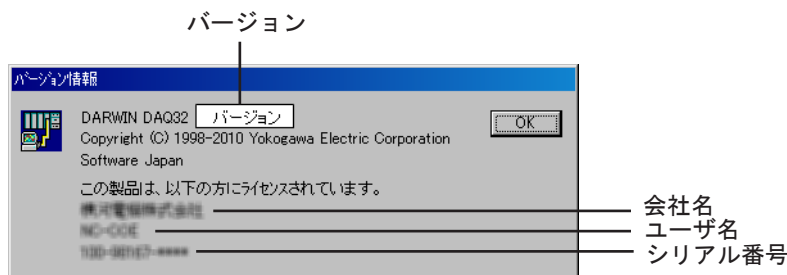 バージョン
バージョン情報
DARWIN DAQ32 バージョン
OK
Copyright (C) 1998-2010 Yokogawa Electric Corporation
Software Japan
この製品は、以下の方にライセンスされています。
会社名
ユーザ名
シリアル番号